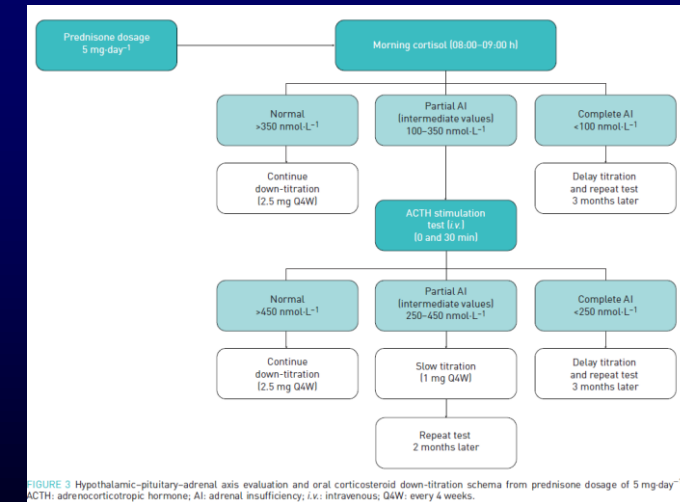 Prednisone dosage
5 mg·day⁻¹
Morning cortisol (08:00–09:00 h)
Normal
>350 nmol·L⁻¹
Partial AI
(intermediate values)
100–350 nmol·L⁻¹
Complete AI
<100 nmol·L⁻¹
Continue
down-titration
(2.5 mg Q4W)
Delay titration
and repeat test
3 months later
ACTH stimulation
test (i.v.)
(0 and 30 min)
Normal
>450 nmol·L⁻¹
Partial AI
(intermediate values)
250–450 nmol·L⁻¹
Complete AI
<250 nmol·L⁻¹
Continue
down-titration
(2.5 mg Q4W)
Slow titration
(1 mg Q4W)
Delay titration
and repeat test
3 months later
Repeat test
2 months later
FIGURE 3 Hypothalamic–pituitary–adrenal axis evaluation and oral corticosteroid down-titration schema from prednisone dosage of 5 mg·day⁻
ACTH: adrenocorticotropic hormone; AI: adrenal insufficiency; i.v.: intravenous; Q4W: every 4 weeks.